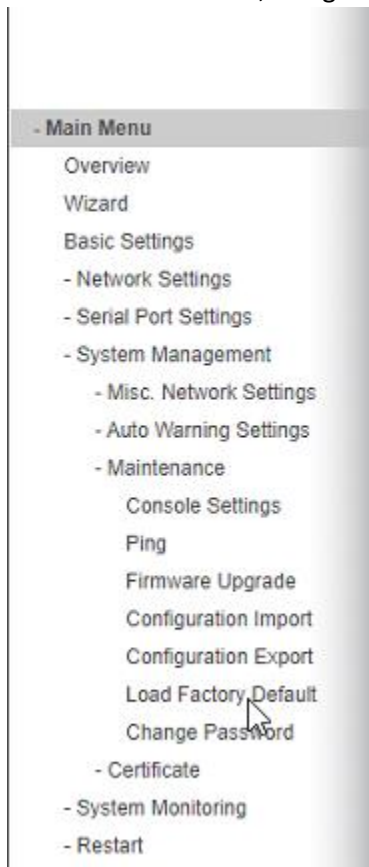 - Main Menu
Overview
Wizard
Basic Settings
- Network Settings
- Serial Port Settings
- System Management
- Misc. Network Settings
- Auto Warning Settings
- Maintenance
Console Settings
Ping
Firmware Upgrade
Configuration Import
Configuration Export
Load Factory Default
Change Password
- Certificate
- System Monitoring
- Restart